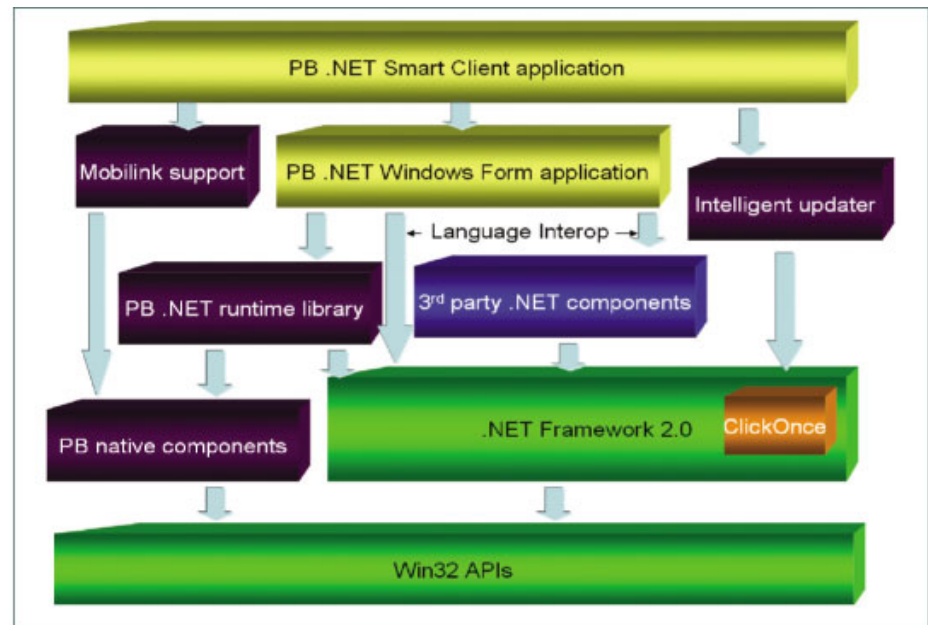 PB .NET Smart Client application
Mobilink support
PB .NET Windows Form application
Intelligent updater
Language Interop
PB .NET runtime library
3rd party .NET components
.NET Framework 2.0
ClickOnce
PB native components
Win32 APIs